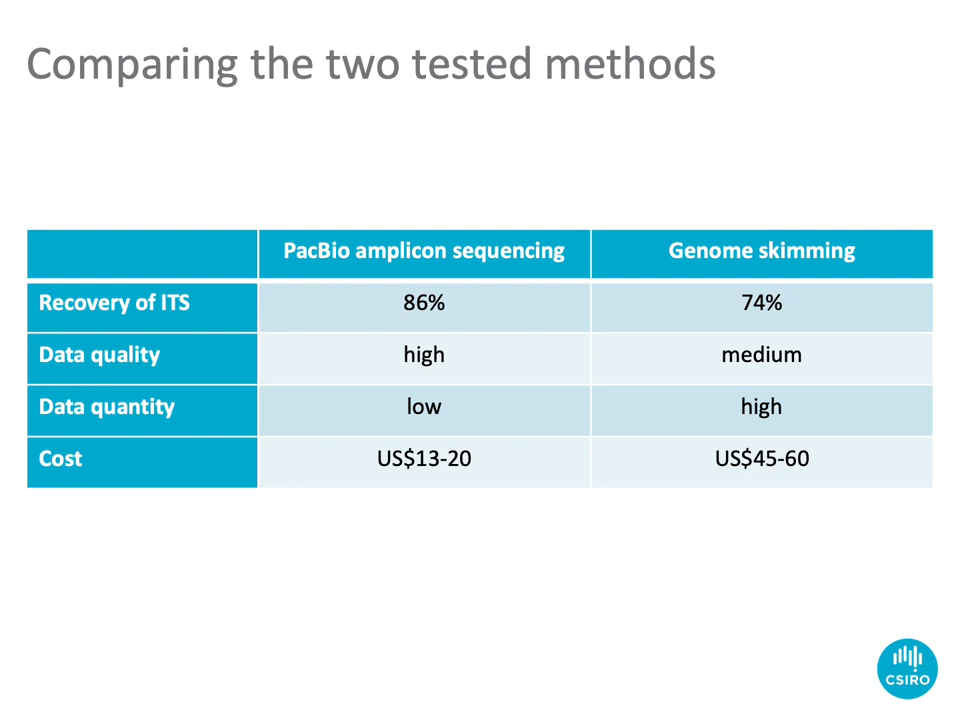 Comparing the two tested methods
PacBio amplicon sequencing Genome skimming
Recovery of ITS 86% 74%
Data quality high medium
Data quantity low high
Cost US$13-20 US$45-60
CSIRO